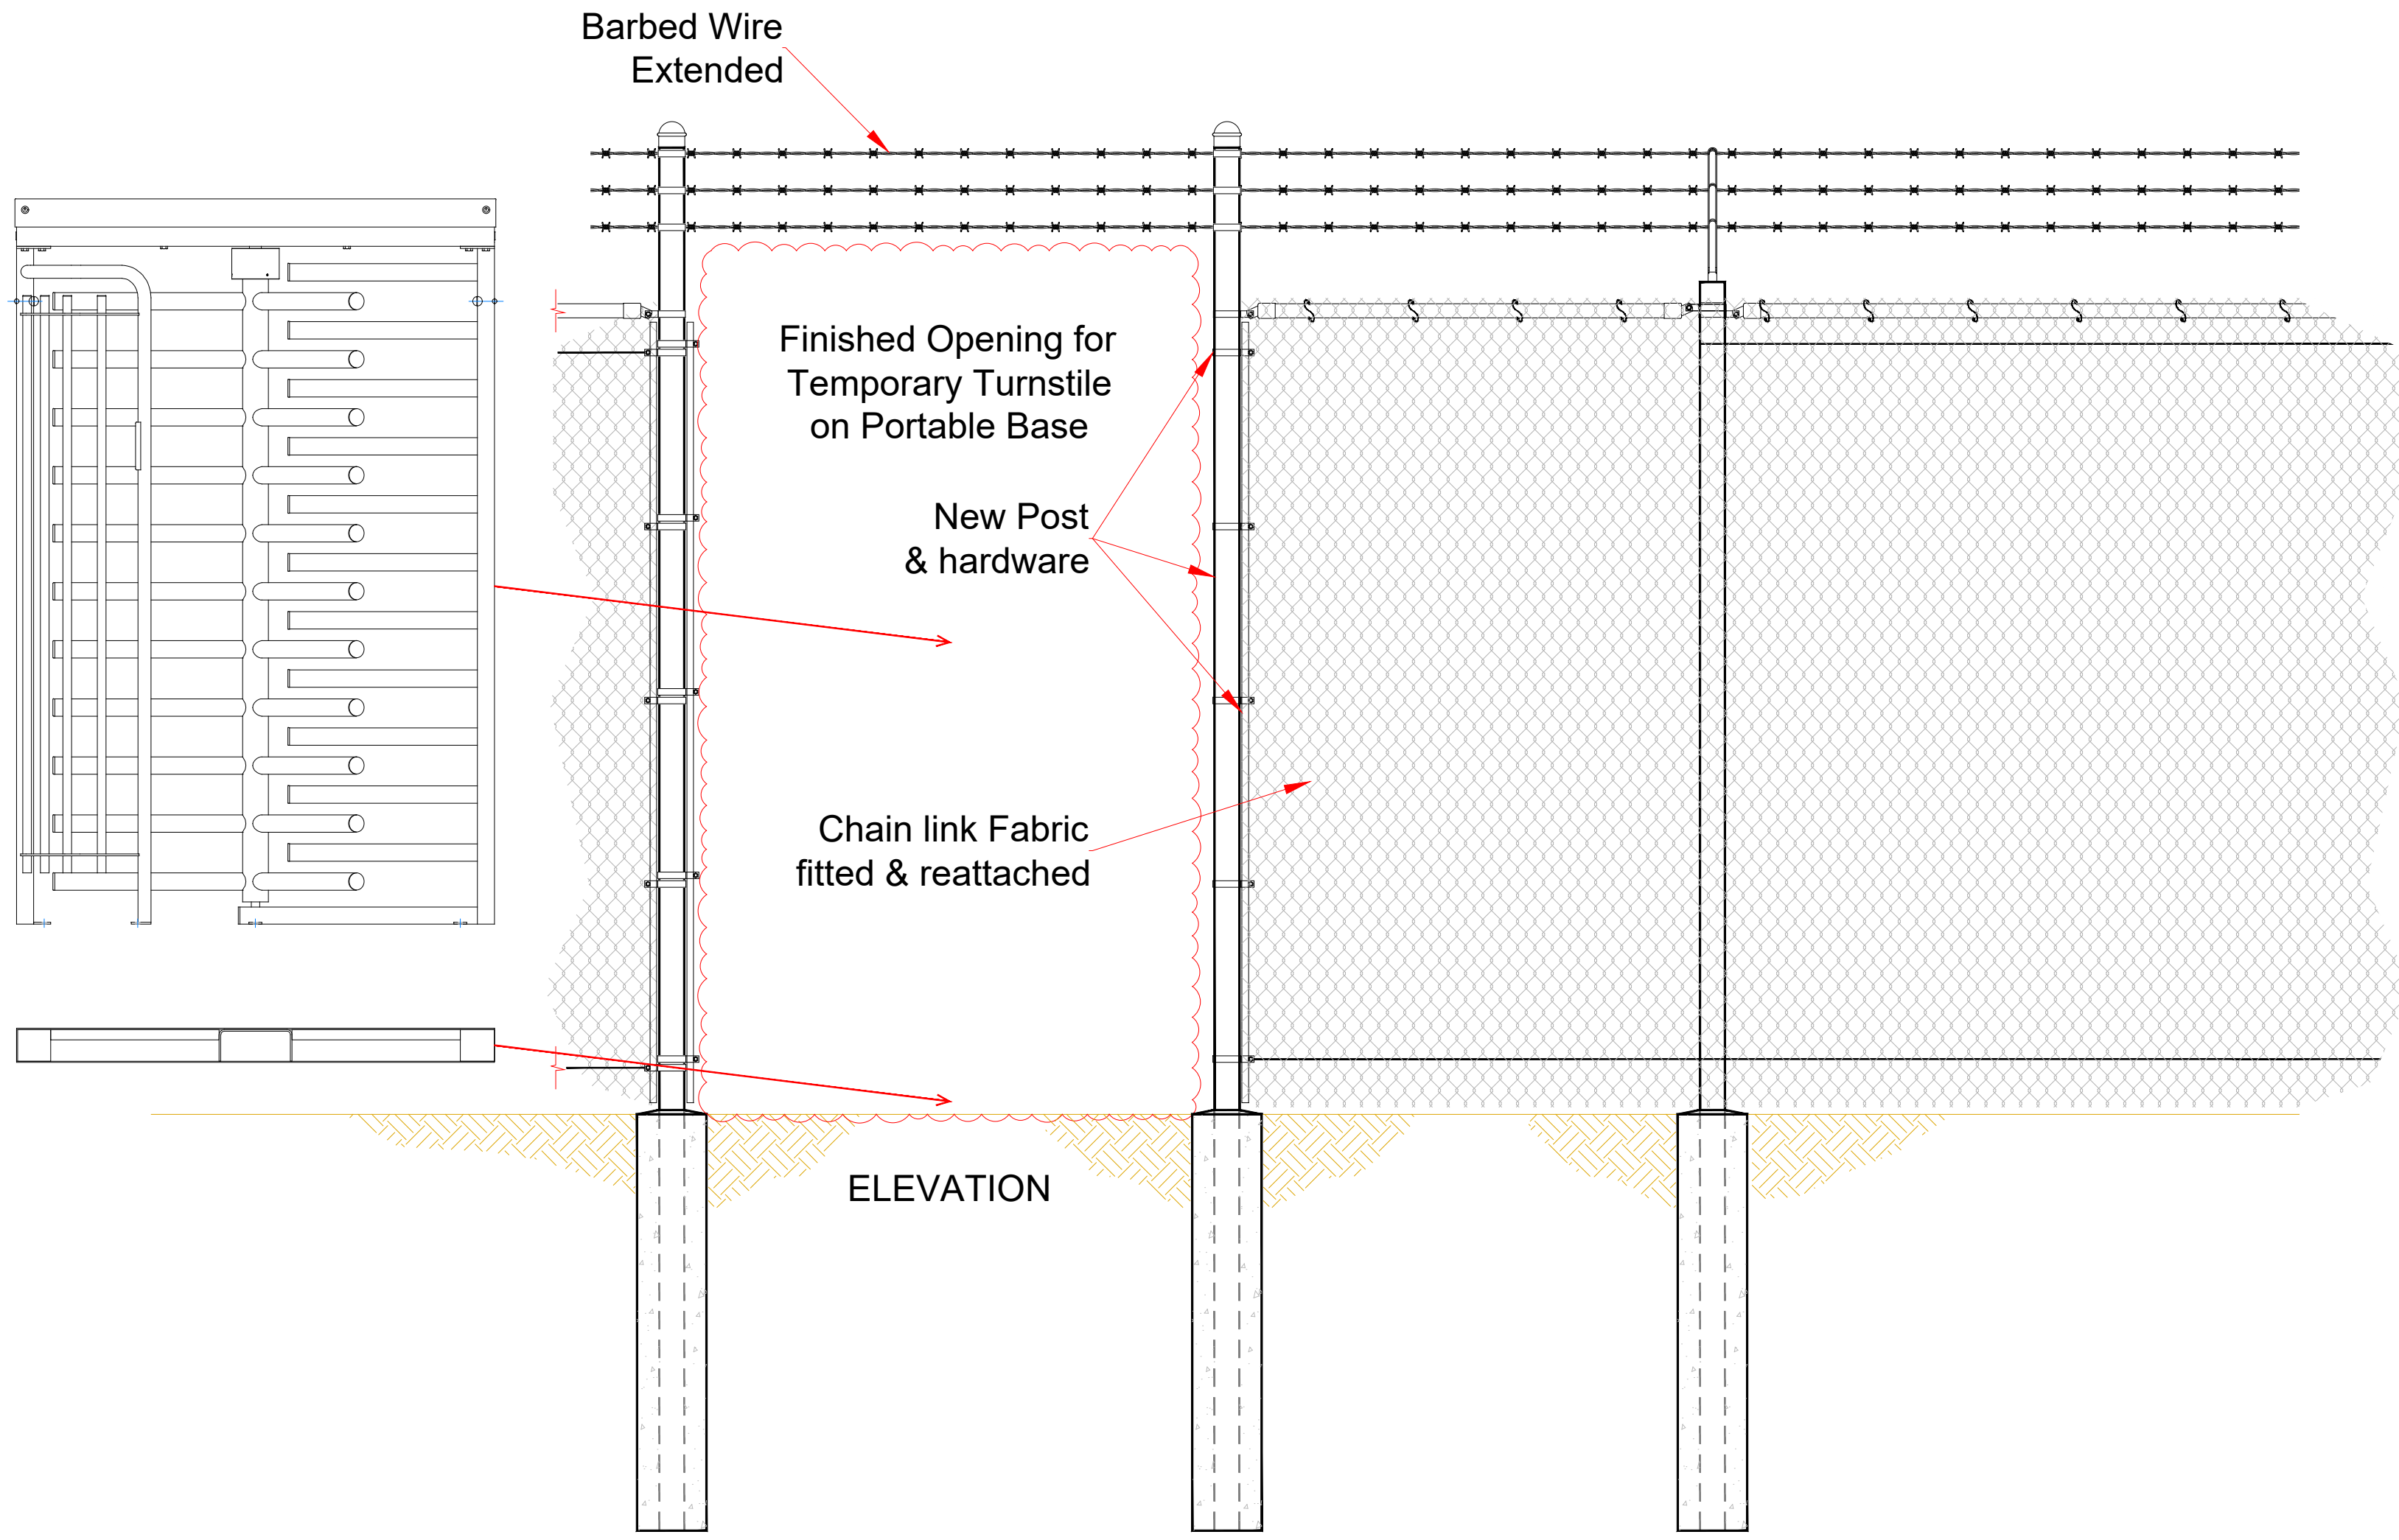 Barbed Wire
Extended
Finished Opening for
Temporary Turnstile
on Portable Base
New Post
& hardware
Chain link Fabric
fitted & reattached
ELEVATION